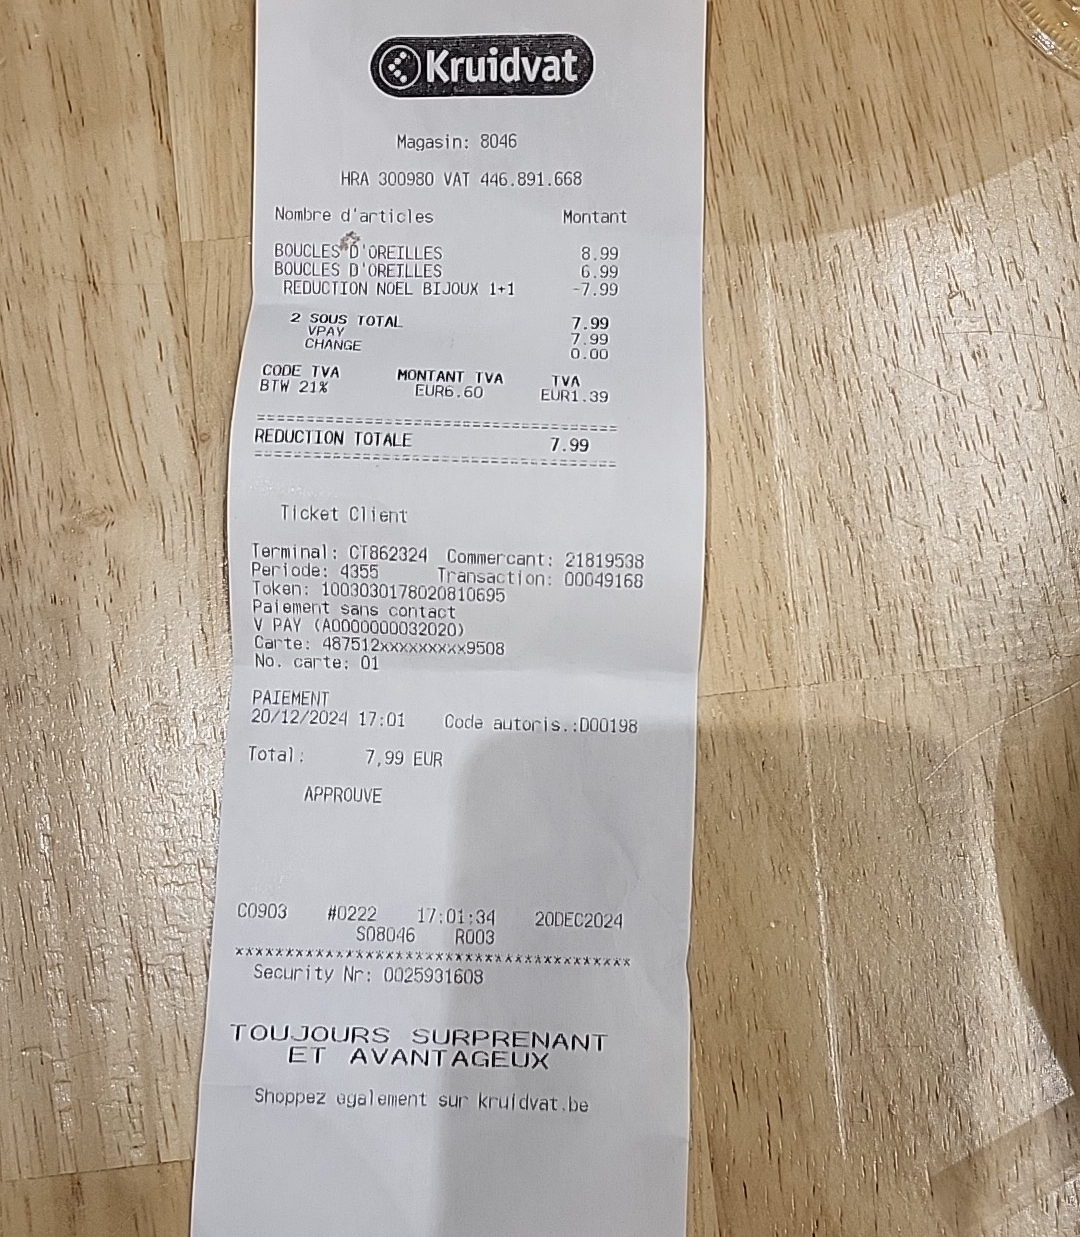 Kruidvat
Magasin: 8046
HRA 300980 VAT 446.891.668
Nombre d'articles Montant
BOUCLES D'OREILLES 8.99
BOUCLES D'OREILLES 6.99
REDUCTION NOEL BIJOUX 1+1 -7.99
2 SOUS TOTAL 7.99
VPAY 7.99
CHANGE 0.00
CODE TVA MONTANT TVA TVA
BTW 21% EUR6.60 EUR1.39
=====================================
REDUCTION TOTALE 7.99
=====================================
Ticket Client
Terminal: CT862324 Commercant: 21819538
Periode: 4355 Transaction: 00049168
Token: 1003030178020810695
Paiement sans contact
V PAY (A0000000032020)
Carte: 487512xxxxxxxxx9508
No. carte: 01
PAIEMENT
20/12/2024 17:01 Code autoris.:D00198
Total: 7,99 EUR
APPROUVE
C0903 #0222 17:01:34 20DEC2024
S08046 R003
****************************************
Security Nr: 0025931608
TOUJOURS SURPRENANT
ET AVANTAGEUX
Shoppez egalement sur kruidvat.be